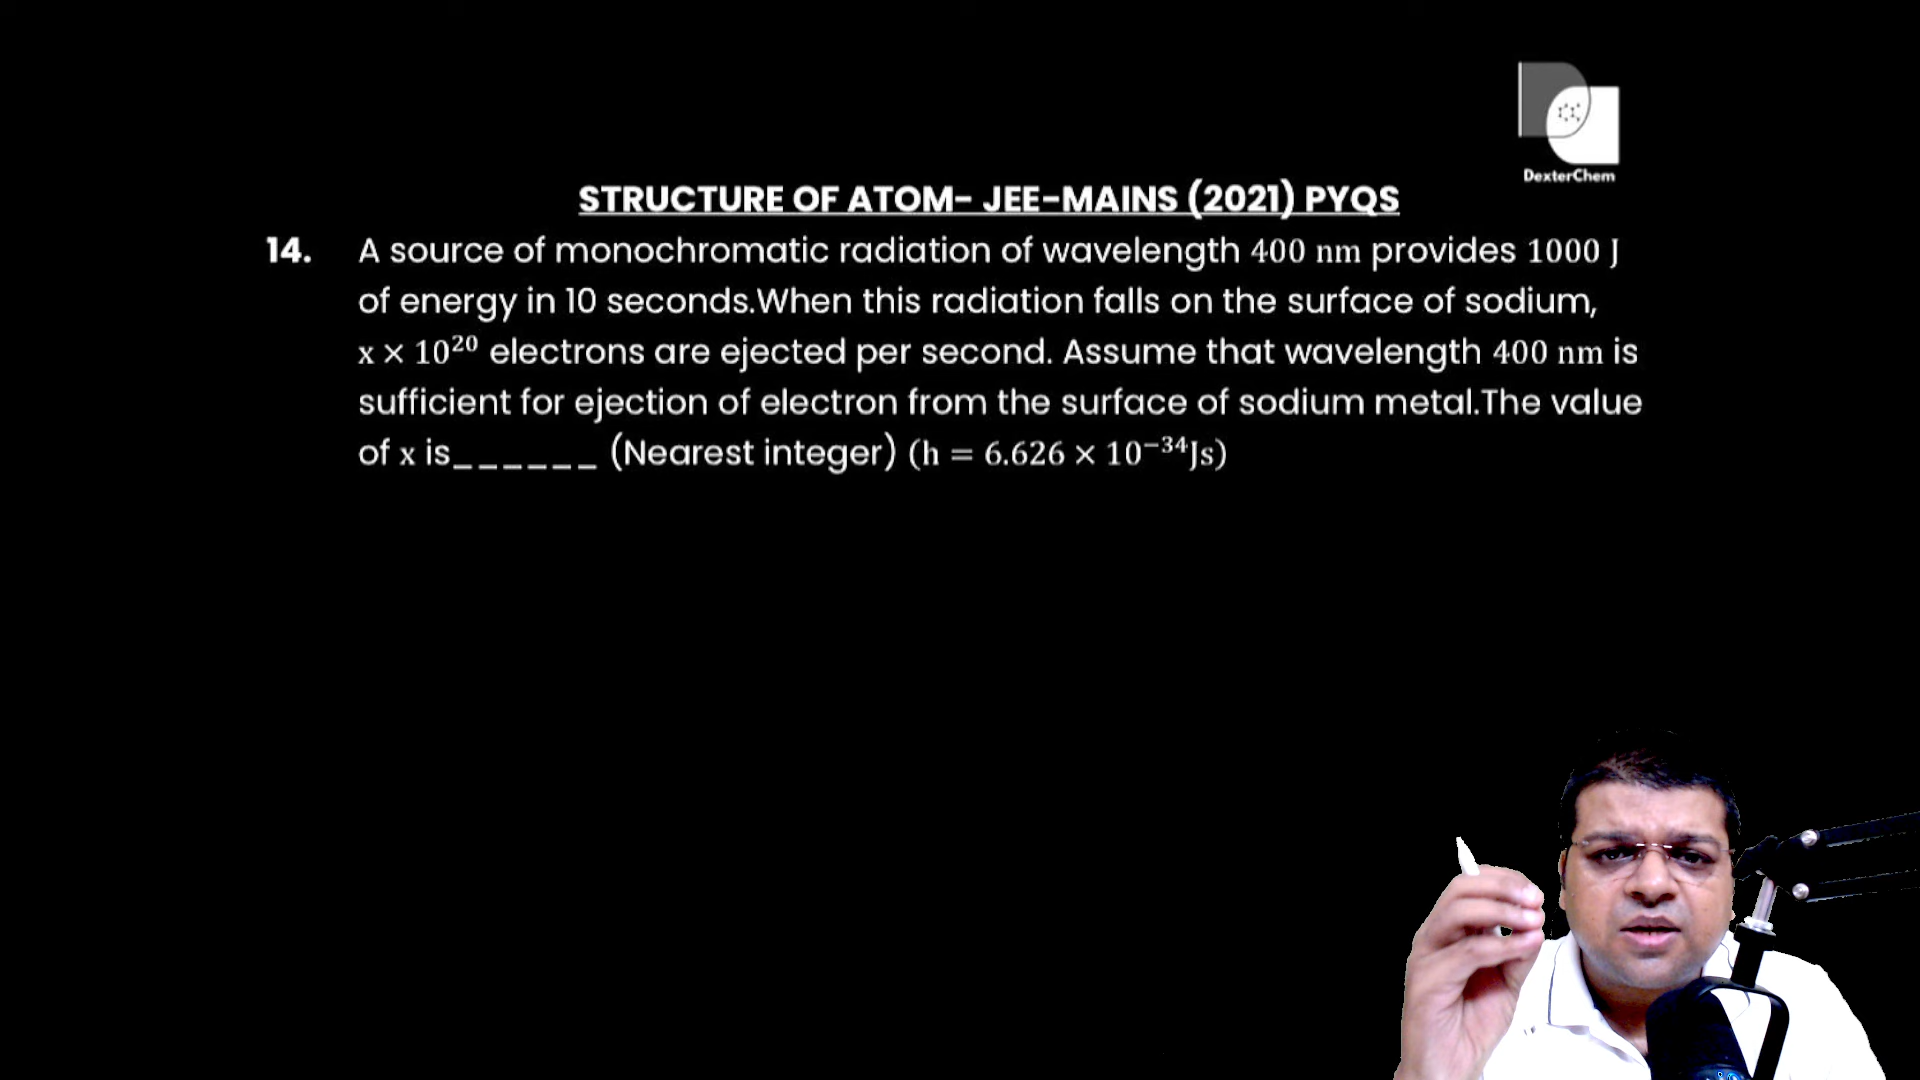 DexterChem
STRUCTURE OF ATOM- JEE-MAINS (2021) PYQS
14. A source of monochromatic radiation of wavelength 400 nm provides 1000 J
of energy in 10 seconds.When this radiation falls on the surface of sodium,
x × 10²⁰ electrons are ejected per second. Assume that wavelength 400 nm is
sufficient for ejection of electron from the surface of sodium metal.The value
of x is______ (Nearest integer) (h = 6.626 × 10⁻³⁴Js)